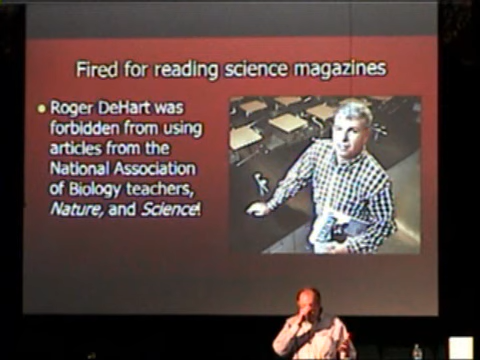 Fired for reading science magazines
Roger DeHart was
forbidden from using
articles from the
National Association
of Biology teachers,
Nature, and Science!